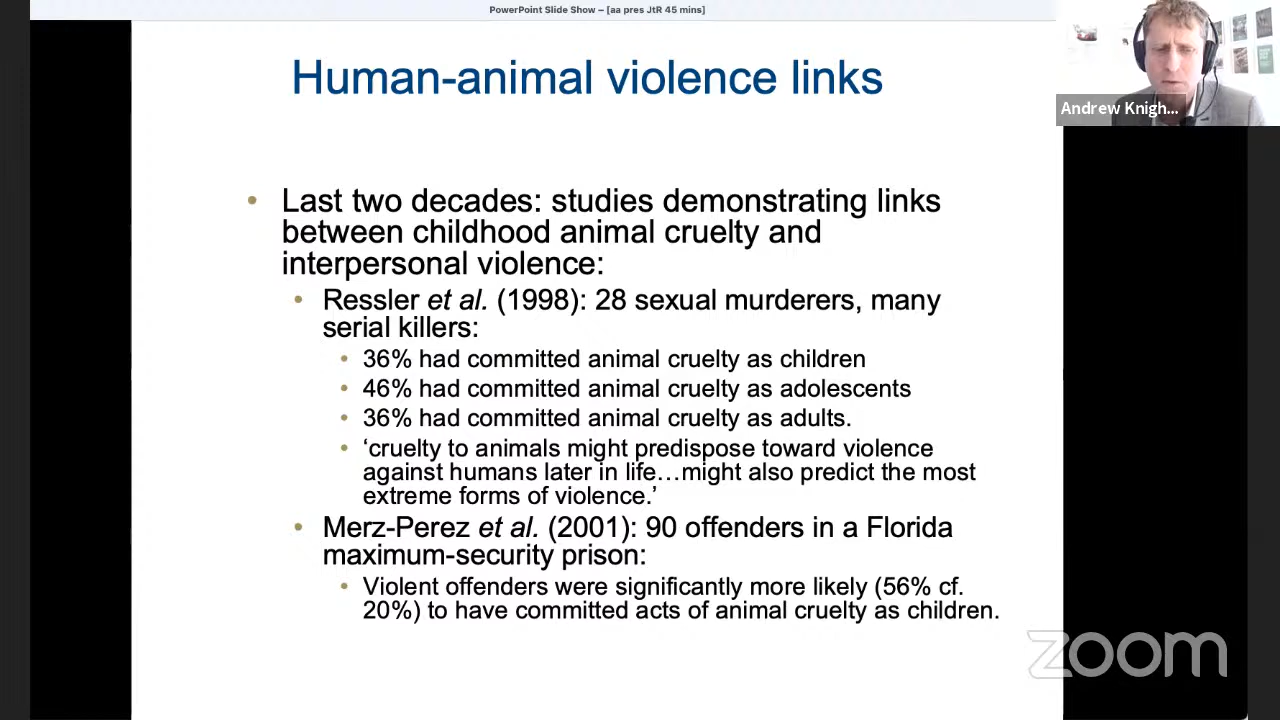 PowerPoint Slide Show – [aa pres JtR 45 mins]
Andrew Knigh...
Human-animal violence links
• Last two decades: studies demonstrating links
between childhood animal cruelty and
interpersonal violence:
• Ressler et al. (1998): 28 sexual murderers, many
serial killers:
• 36% had committed animal cruelty as children
• 46% had committed animal cruelty as adolescents
• 36% had committed animal cruelty as adults.
• ‘cruelty to animals might predispose toward violence
against humans later in life…might also predict the most
extreme forms of violence.’
• Merz-Perez et al. (2001): 90 offenders in a Florida
maximum-security prison:
• Violent offenders were significantly more likely (56% cf.
20%) to have committed acts of animal cruelty as children.
zoom